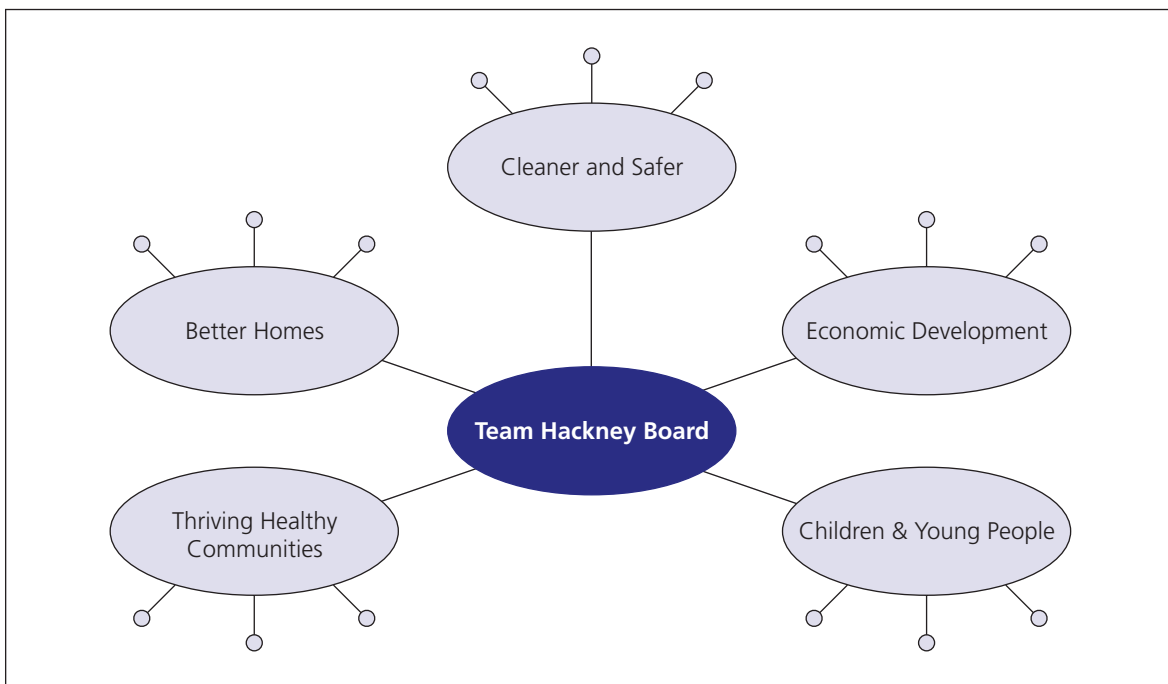 Cleaner and Safer
Better Homes
Economic Development
Team Hackney Board
Thriving Healthy
Communities
Children & Young People